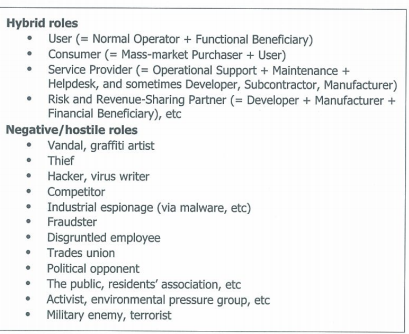 Hybrid roles
• User (= Normal Operator + Functional Beneficiary)
• Consumer (= Mass-market Purchaser + User)
• Service Provider (= Operational Support + Maintenance +
Helpdesk, and sometimes Developer, Subcontractor, Manufacturer)
• Risk and Revenue-Sharing Partner (= Developer + Manufacturer +
Financial Beneficiary), etc
Negative/hostile roles
• Vandal, graffiti artist
• Thief
• Hacker, virus writer
• Competitor
• Industrial espionage (via malware, etc)
• Fraudster
• Disgruntled employee
• Trades union
• Political opponent
• The public, residents' association, etc
• Activist, environmental pressure group, etc
• Military enemy, terrorist